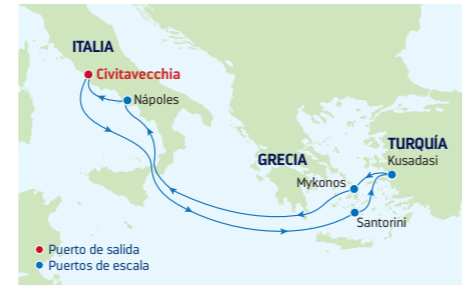 ITALIA
Civitavecchia
Nápoles
TURQUÍA
Kusadasi
GRECIA
Mykonos
Santorini
Puerto de salida
Puertos de escala